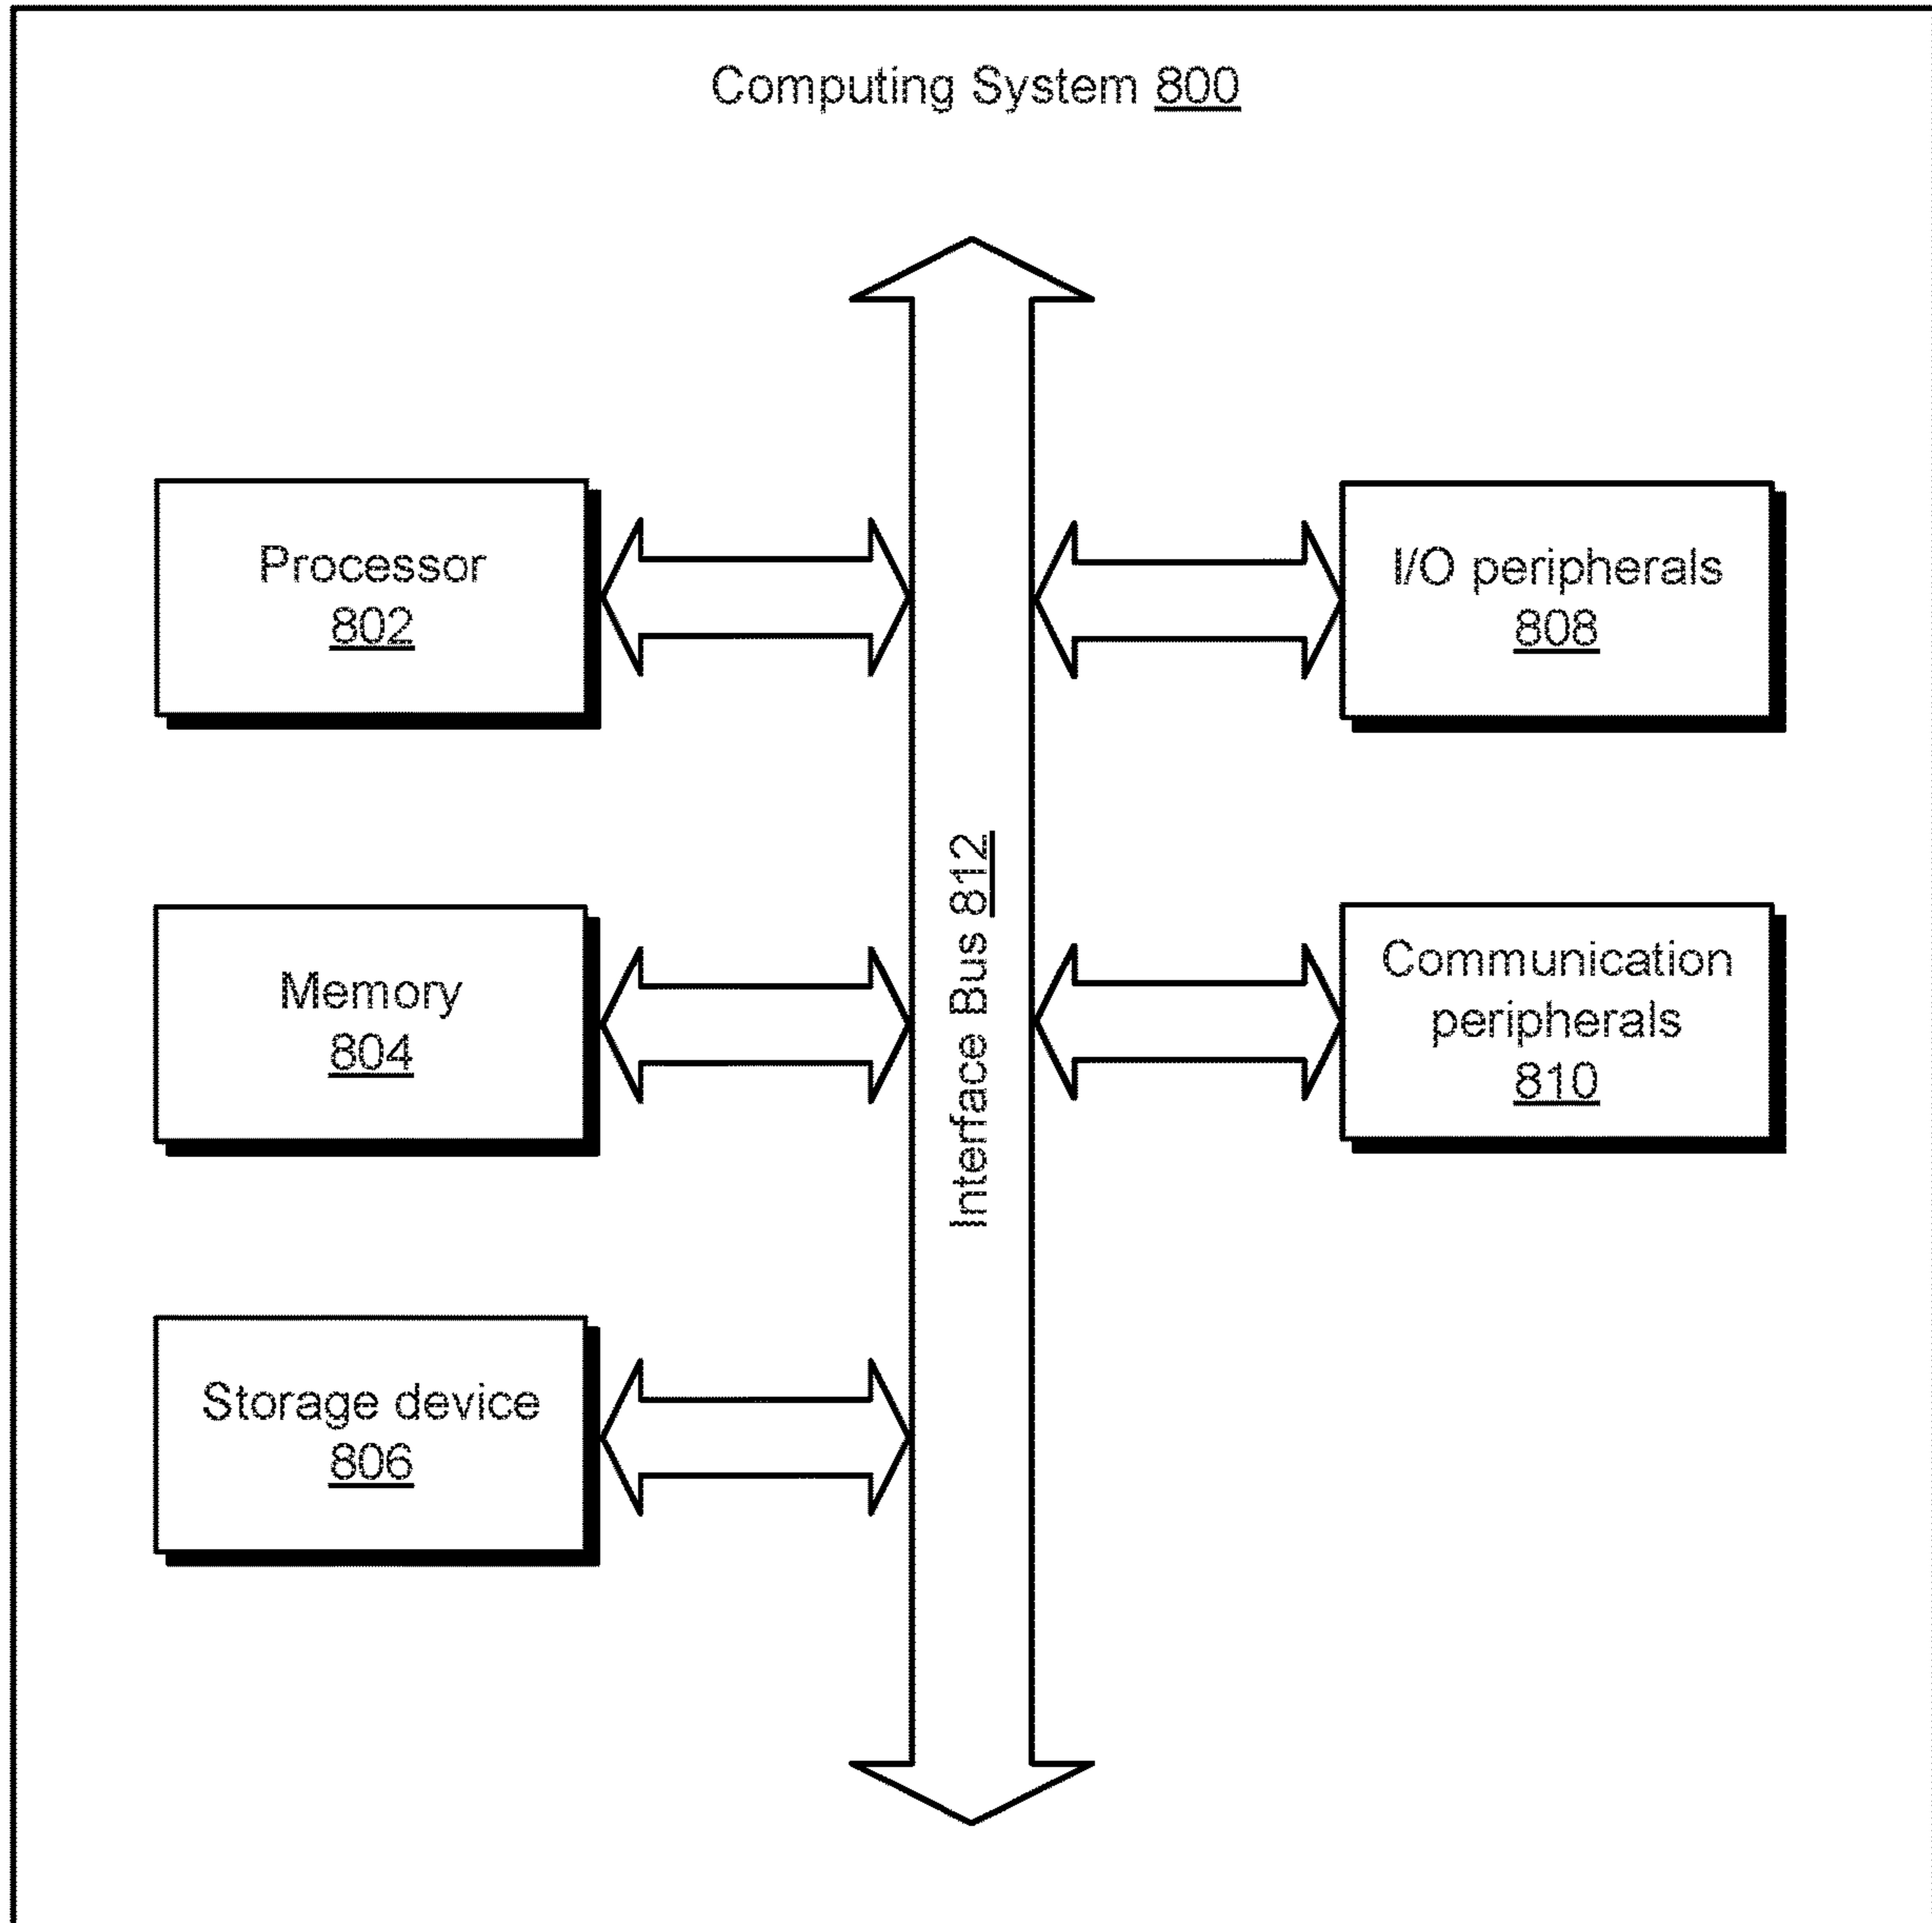 Computing System 800
Processor
802
I/O peripherals
808
Memory
804
Interface Bus 812
Communication
peripherals
810
Storage device
806